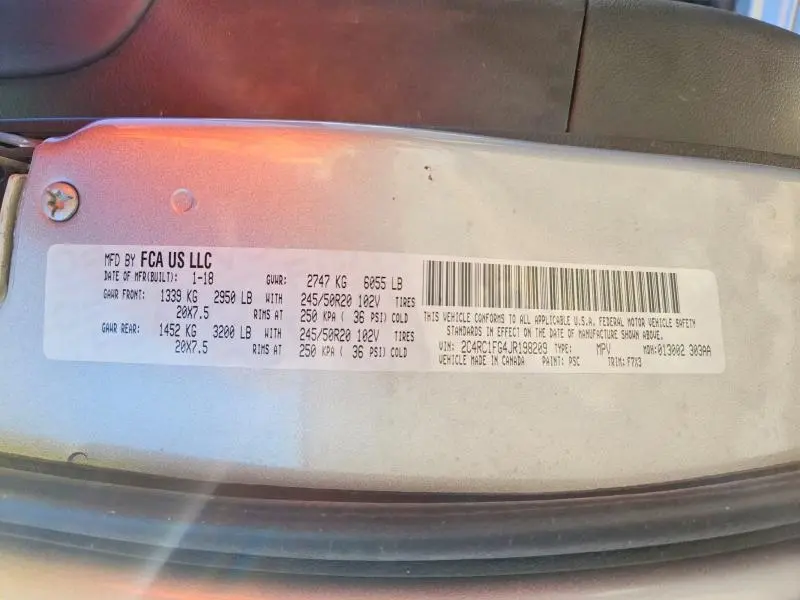 MFD BY FCA US LLC
DATE OF MFR(BUILT): 1-18 GVWR: 2747 KG 6055 LB
GAWR FRONT: 1339 KG 2950 LB WITH 245/50R20 102V TIRES
20X7.5 RIMS AT 250 KPA ( 36 PSI) COLD
GAWR REAR: 1452 KG 3200 LB WITH 245/50R20 102V TIRES
20X7.5 RIMS AT 250 KPA ( 36 PSI) COLD
THIS VEHICLE CONFORMS TO ALL APPLICABLE U.S.A. FEDERAL MOTOR VEHICLE SAFETY
STANDARDS IN EFFECT ON THE DATE OF MANUFACTURE SHOWN ABOVE.
VIN: 2C4RC1FG4JR198209 TYPE: MPV MDH:013002 303AA
VEHICLE MADE IN CANADA PAINT: PSC TRIM: F7X3